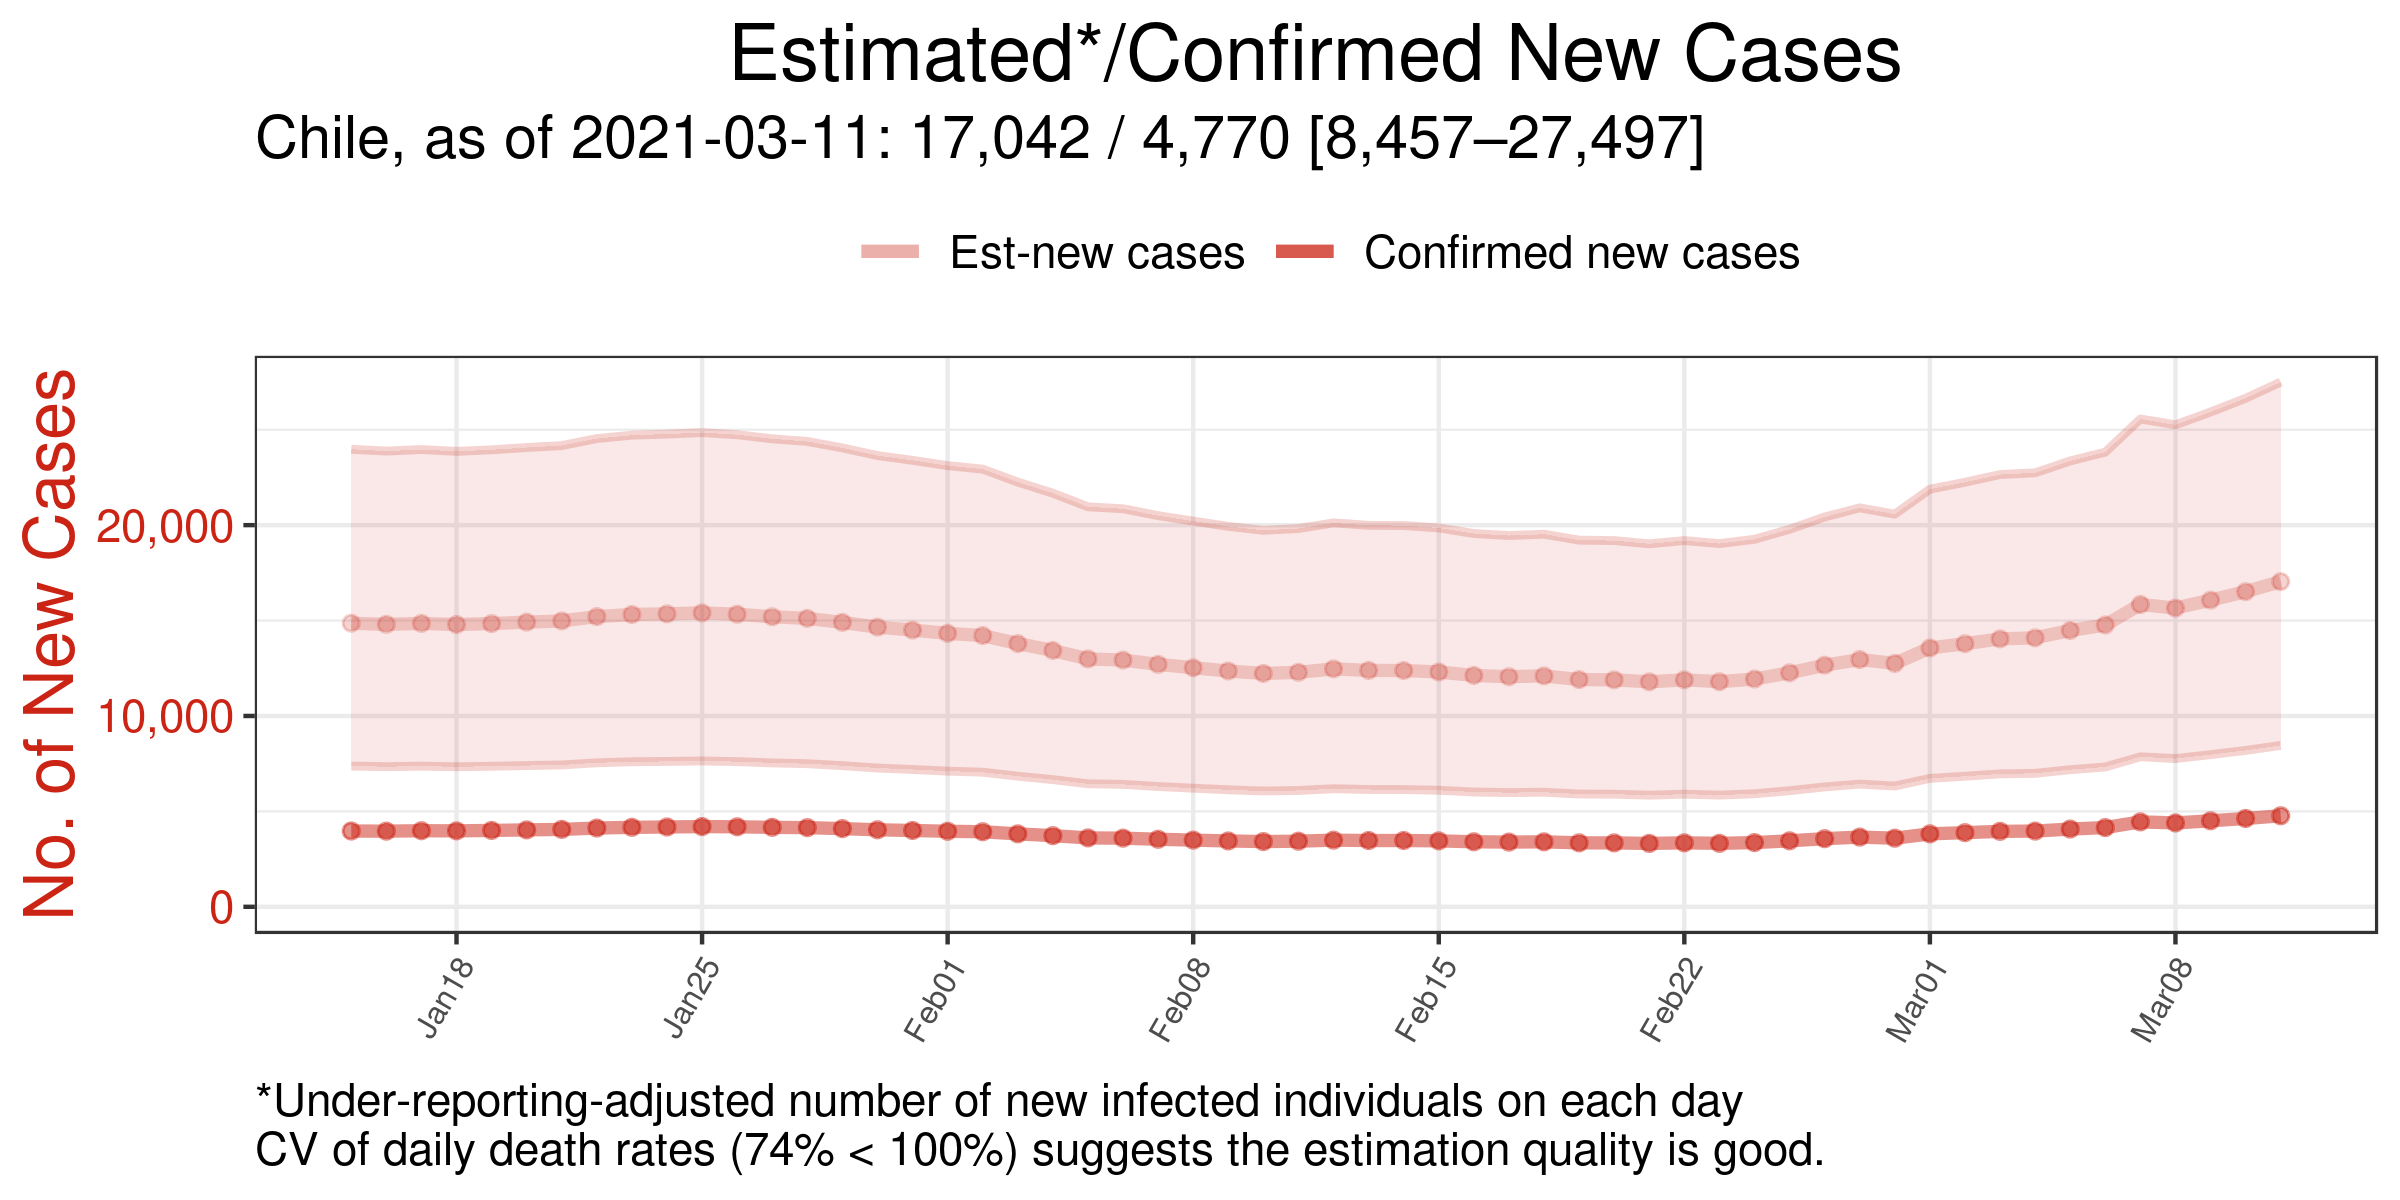 Estimated*/Confirmed New Cases
Chile, as of 2021-03-11: 17,042 / 4,770 [8,457–27,497]
Est-new cases
Confirmed new cases
No. of New Cases
20,000
10,000
0
Jan18
Jan25
Feb01
Feb08
Feb15
Feb22
Mar01
Mar08
*Under-reporting-adjusted number of new infected individuals on each day
CV of daily death rates (74% < 100%) suggests the estimation quality is good.